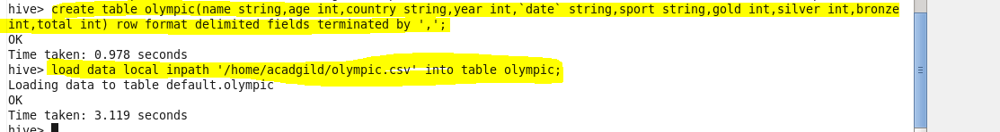 hive> create table olympic(name string,age int,country string,year int,`date` string,sport string,gold int,silver int,bronze
int,total int) row format delimited fields terminated by ',';
OK
Time taken: 0.978 seconds
hive> load data local inpath '/home/acadgild/olympic.csv' into table olympic;
Loading data to table default.olympic
OK
Time taken: 3.119 seconds
hive>